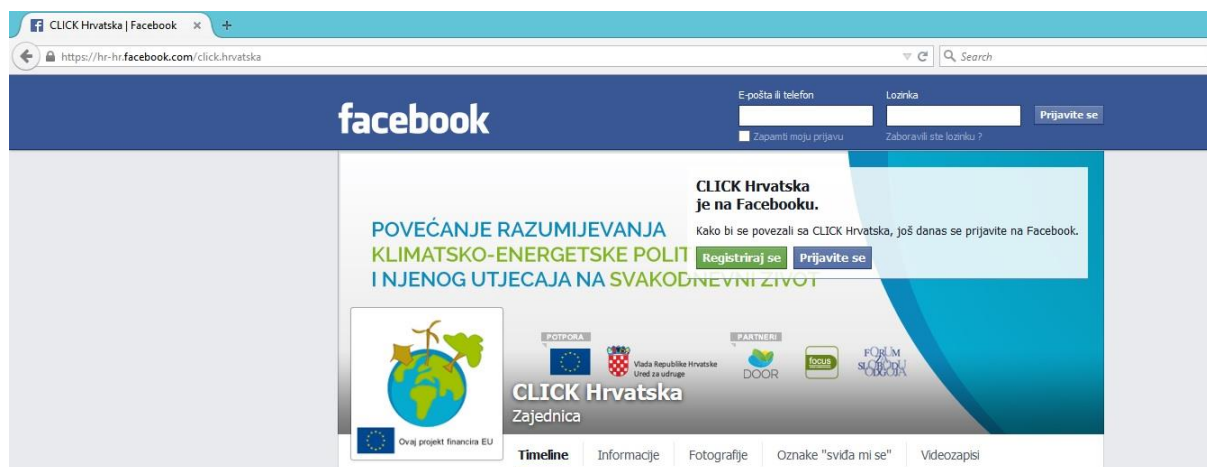 CLICK Hrvatska | Facebook
https://hr-hr.facebook.com/click.hrvatska
Search
facebook
E-pošta ili telefon
Lozinka
Prijavite se
Zapamti moju prijavu
Zaboravili ste lozinku ?
CLICK Hrvatska
je na Facebooku.
Kako bi se povezali sa CLICK Hrvatska, još danas se prijavite na Facebook.
Registriraj se
Prijavite se
POVEĆANJE RAZUMIJEVANJA
KLIMATSKO-ENERGETSKE POLIT
I NJENOG UTJECAJA NA SVAKODNEVNI ŽIVOT
POTPORA
PARTNERI
Vlada Republike Hrvatske
Ured za udruge
DOOR
focus
FORUM
ZA SLOBODU
ODGOJA
CLICK Hrvatska
Zajednica
Ovaj projekt financira EU
Timeline
Informacije
Fotografije
Oznake "sviđa mi se"
Videozapisi